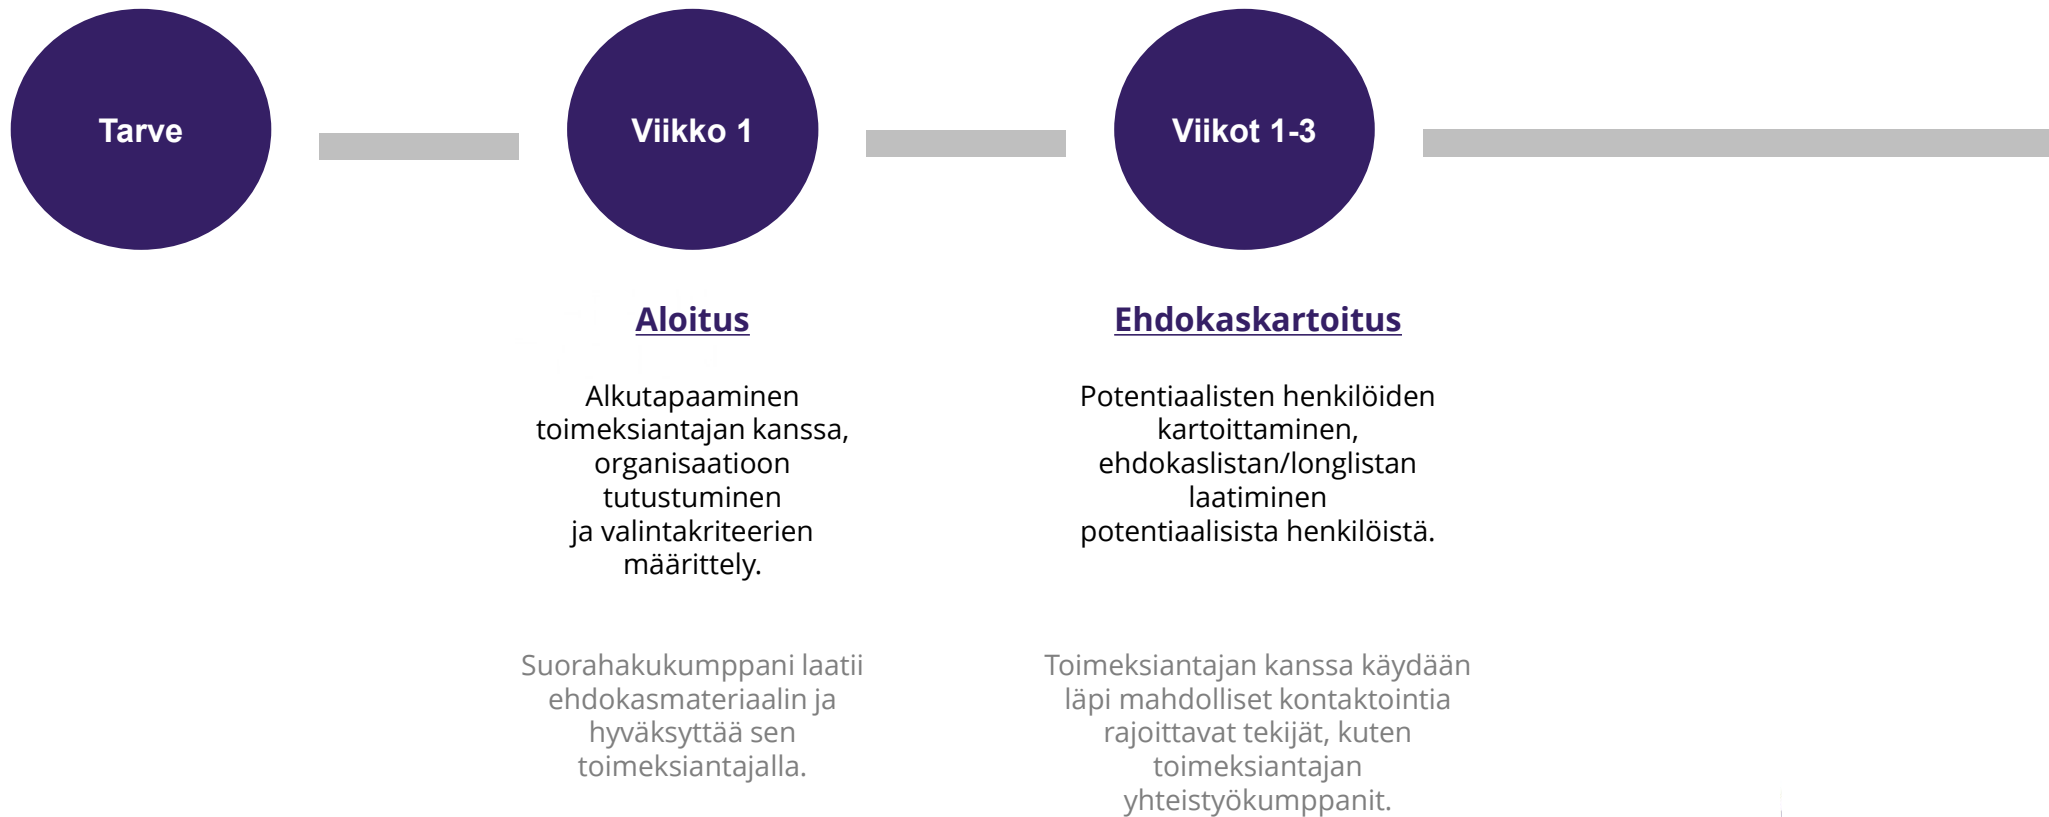 Tarve
Viikko 1
Viikot 1-3
Aloitus
Alkutapaaminen
toimeksiantajan kanssa,
organisaatioon
tutustuminen
ja valintakriteerien
määrittely.
Suorahakukumppani laatii
ehdokasmateriaalin ja
hyväksyttää sen
toimeksiantajalla.
Ehdokaskartoitus
Potentiaalisten henkilöiden
kartoittaminen,
ehdokaslistan/longlistan
laatiminen
potentiaalisista henkilöistä.
Toimeksiantajan kanssa käydään
läpi mahdolliset kontaktointia
rajoittavat tekijät, kuten
toimeksiantajan
yhteistyökumppanit.